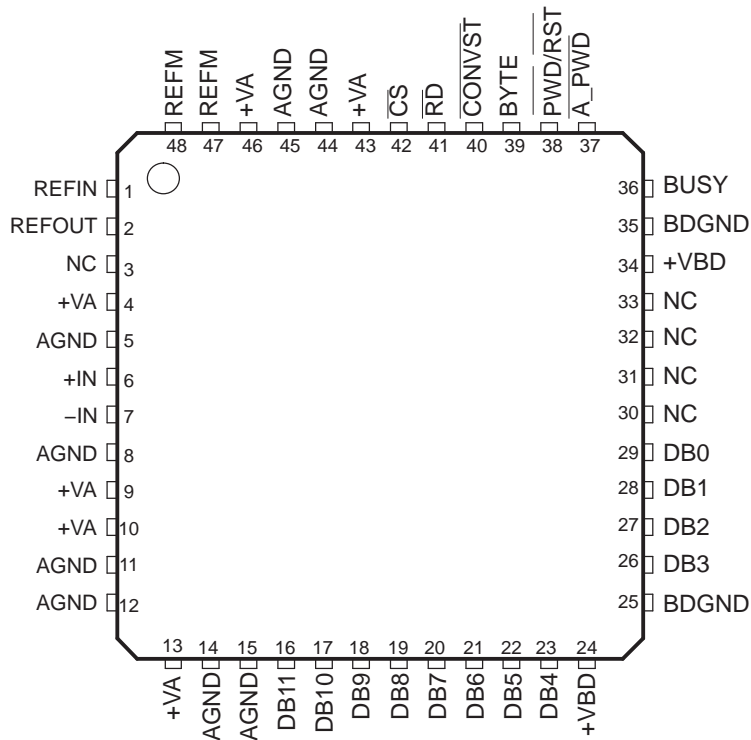 REFM
REFM
+VA
AGND
AGND
+VA
CS
RD
CONVST
BYTE
PWD/RST
A_PWD
48 47 46 45 44 43 42 41 40 39 38 37
REFIN 1
REFOUT 2
NC 3
+VA 4
AGND 5
+IN 6
–IN 7
AGND 8
+VA 9
+VA 10
AGND 11
AGND 12
36 BUSY
35 BDGND
34 +VBD
33 NC
32 NC
31 NC
30 NC
29 DB0
28 DB1
27 DB2
26 DB3
25 BDGND
13 14 15 16 17 18 19 20 21 22 23 24
+VA
AGND
AGND
DB11
DB10
DB9
DB8
DB7
DB6
DB5
DB4
+VBD